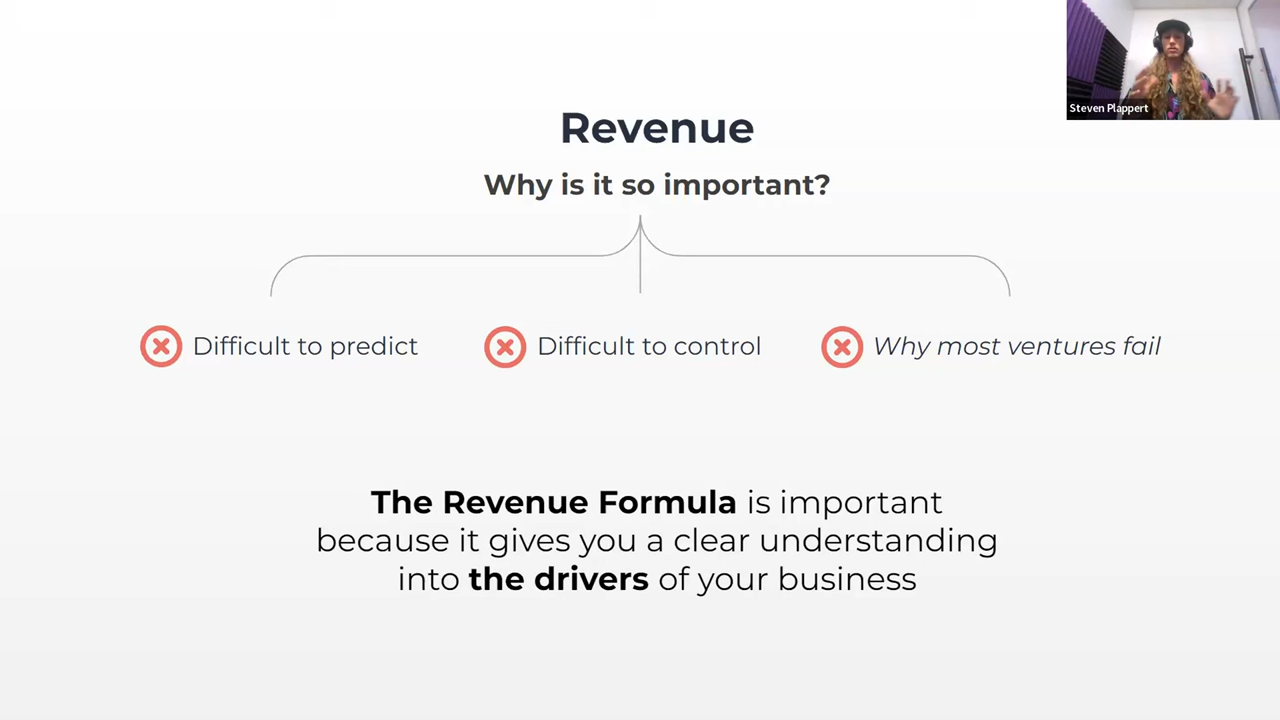 Steven Plappert
Revenue
Why is it so important?
Difficult to predict
Difficult to control
Why most ventures fail
The Revenue Formula is important
because it gives you a clear understanding
into the drivers of your business